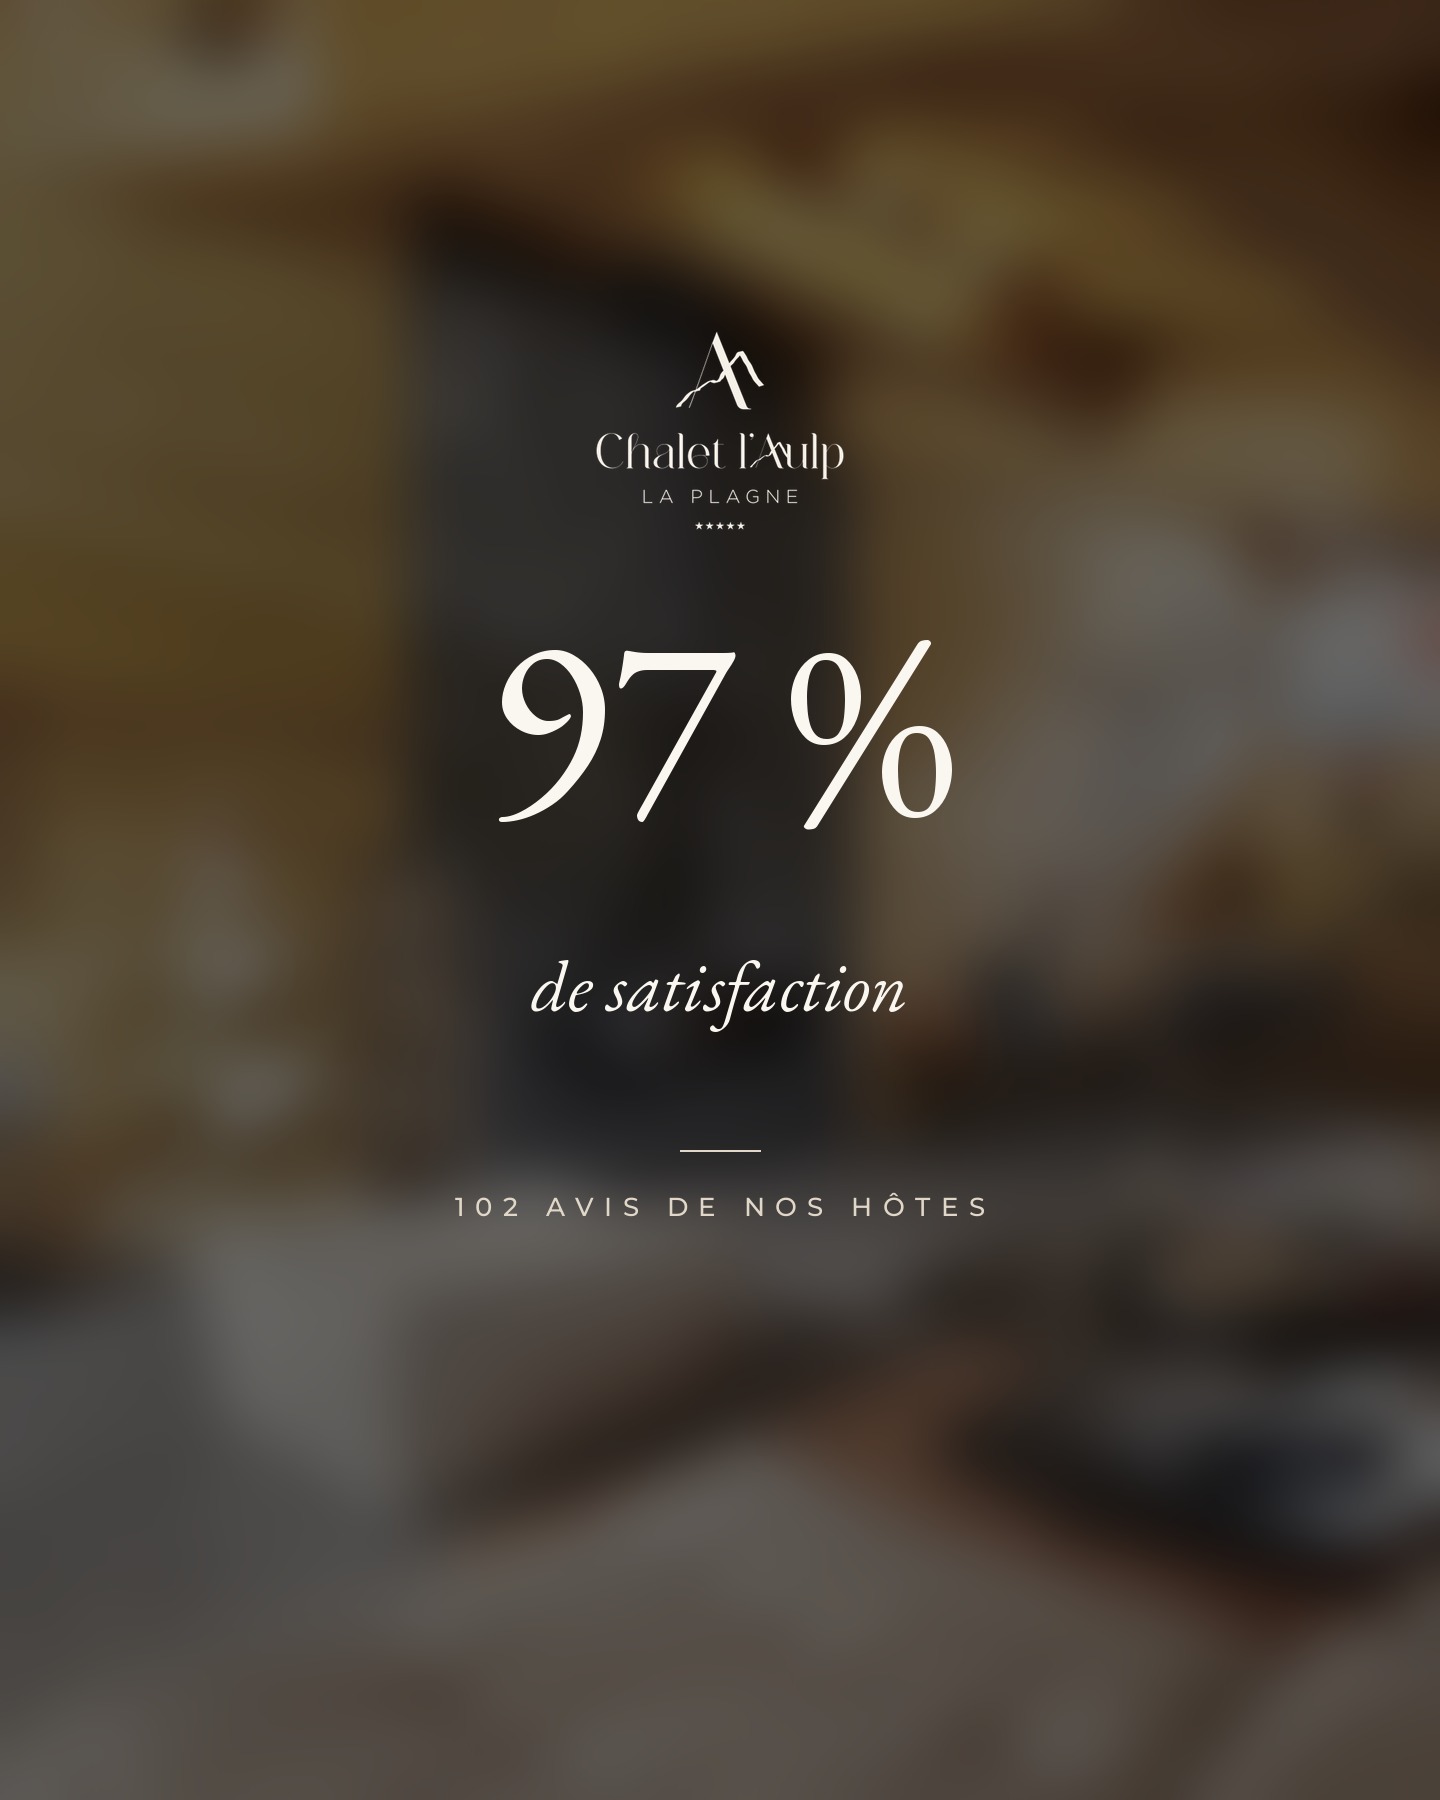 Chalet l'Aulp
LA PLAGNE
★★★★★
97 %
de satisfaction
102 AVIS DE NOS HÔTES